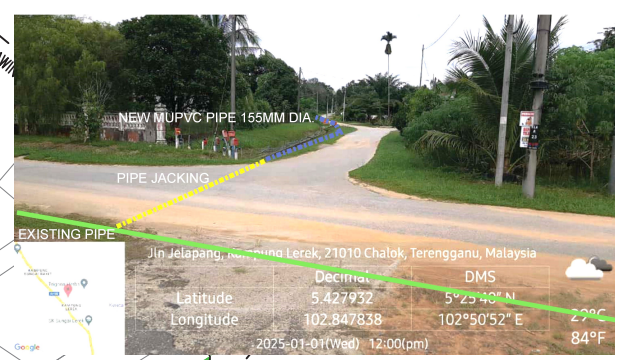 NEW MUPVC PIPE 155MM DIA.
PIPE JACKING
EXISTING PIPE
Jln Jelapang, Kampung Lerek, 21010 Chalok, Terengganu, Malaysia
Decimal DMS
Latitude 5.427932 5°25'40" N
Longitude 102.847838 102°50'52" E
29°C
84°F
2025-01-01(Wed) 12:00(pm)
Google